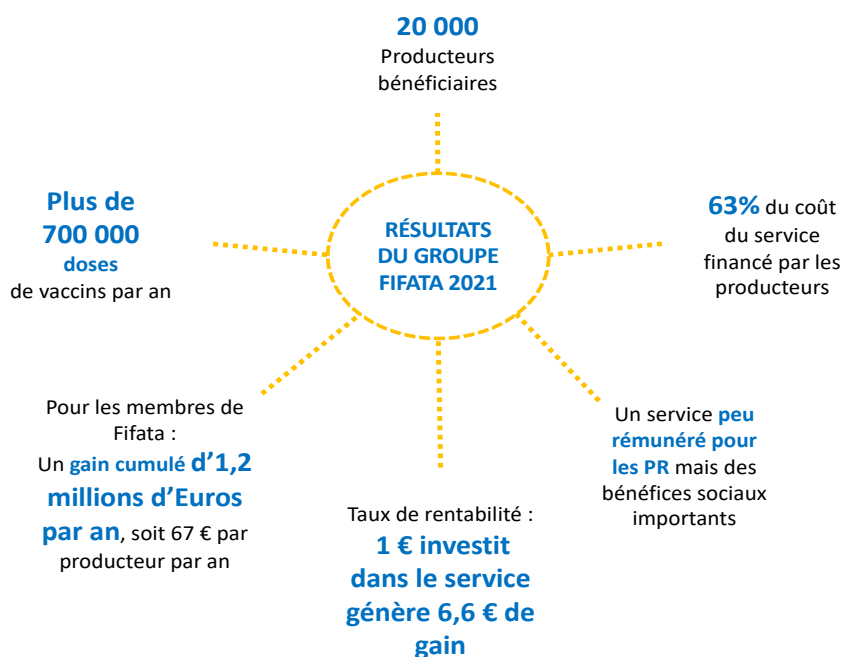 20 000
Producteurs
bénéficiaires
Plus de
700 000
doses
de vaccins par an
RÉSULTATS
DU GROUPE
FIFATA 2021
63% du coût
du service
financé par les
producteurs
Pour les membres de
Fifata :
Un gain cumulé d’1,2
millions d’Euros
par an, soit 67 € par
producteur par an
Taux de rentabilité :
1 € investit
dans le service
génère 6,6 € de
gain
Un service peu
rémunéré pour
les PR mais des
bénéfices sociaux
importants